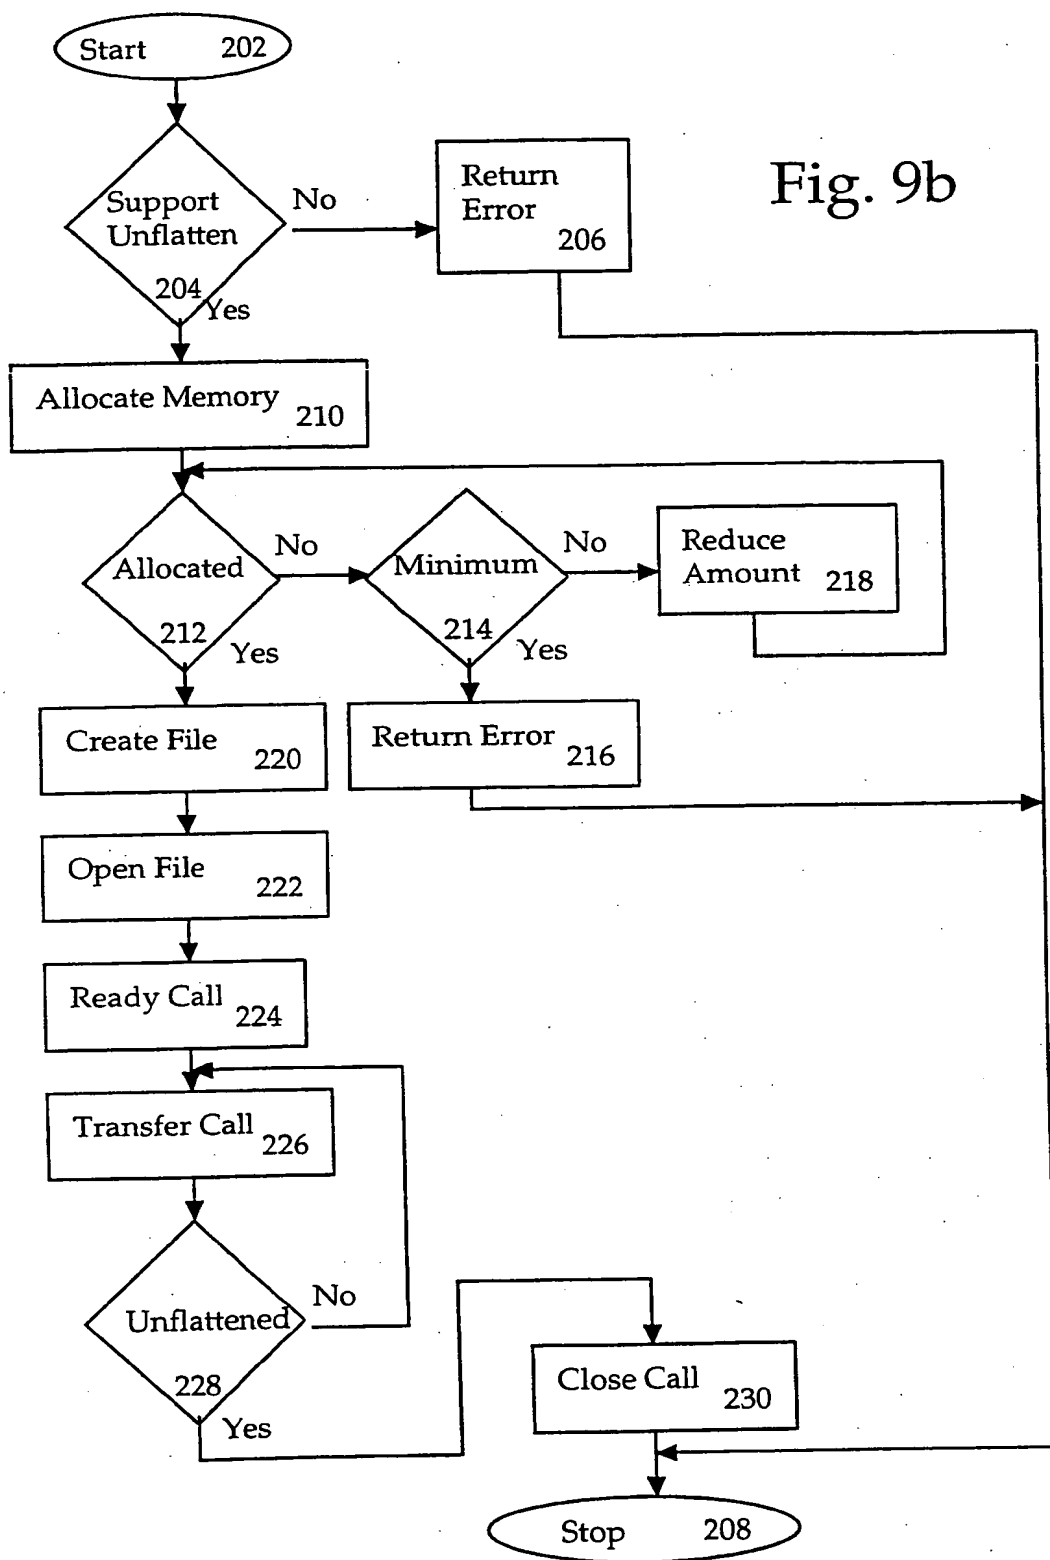 Start 202
Fig. 9b
Support
Unflatten
204
No
Yes
Return
Error
206
Allocate Memory 210
Allocated
212
No
Yes
Minimum
214
No
Yes
Reduce
Amount 218
Create File 220
Return Error 216
Open File 222
Ready Call 224
Transfer Call 226
Unflattened
228
No
Yes
Close Call 230
Stop 208